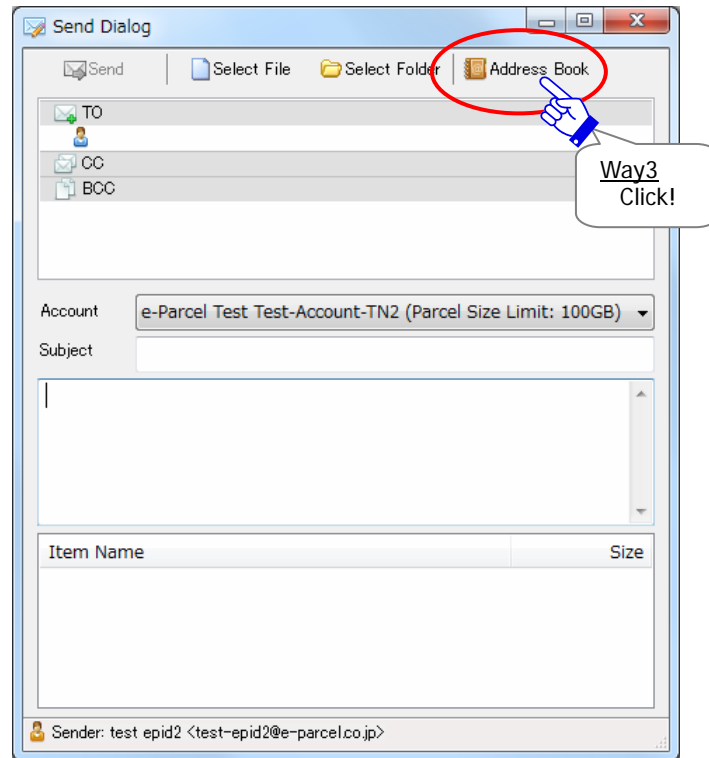 Send Dialog
Send Select File Select Folder Address Book
TO
CC
BCC
Way3
Click!
Account e-Parcel Test Test-Account-TN2 (Parcel Size Limit: 100GB)
Subject
Item Name Size
Sender: test epid2 <test-epid2@e-parcel.co.jp>